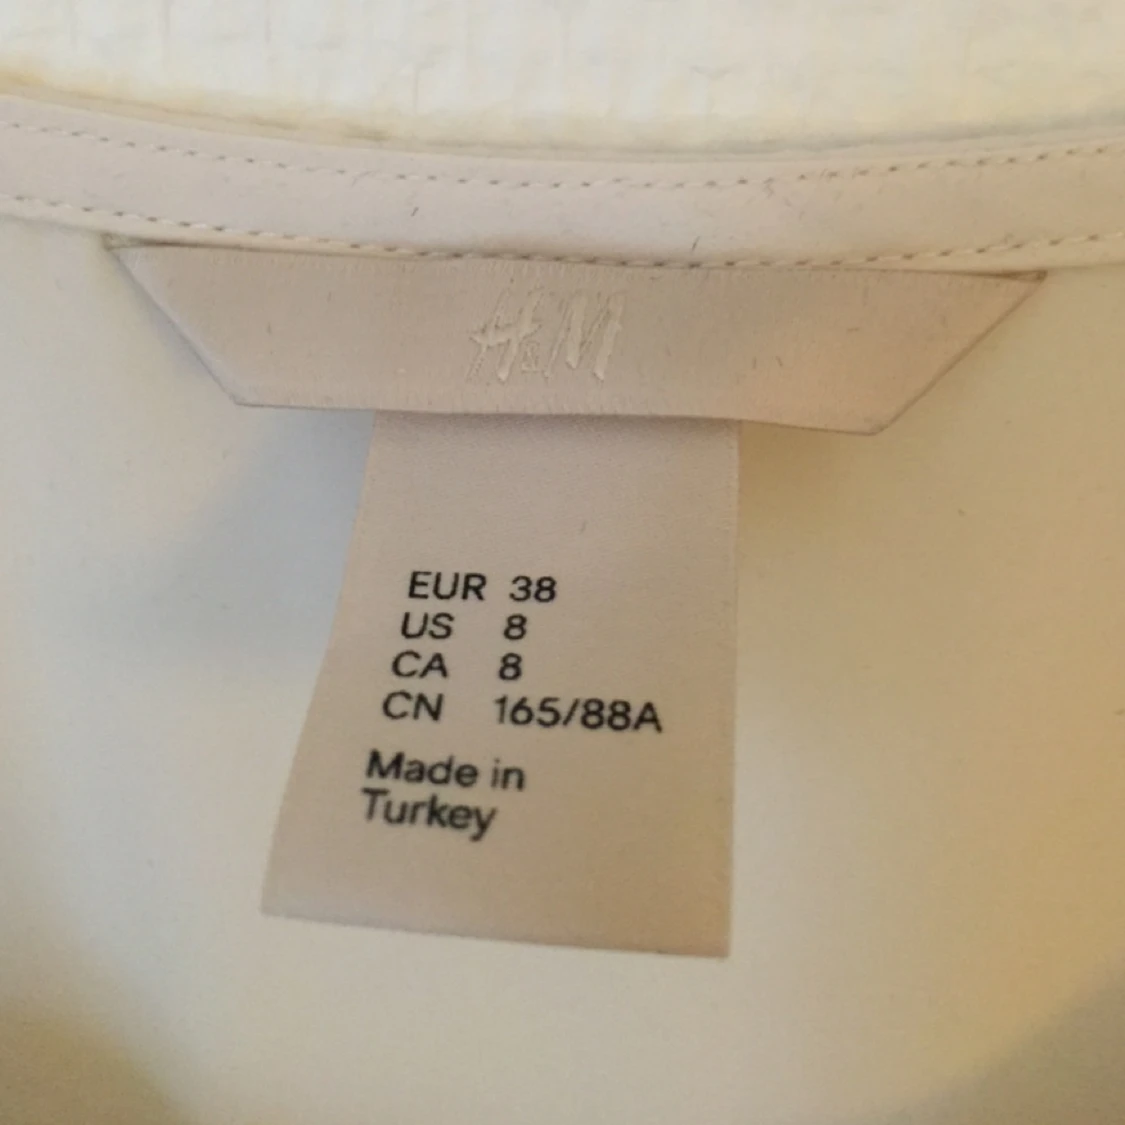 H&M
EUR 38
US 8
CA 8
CN 165/88A
Made in
Turkey